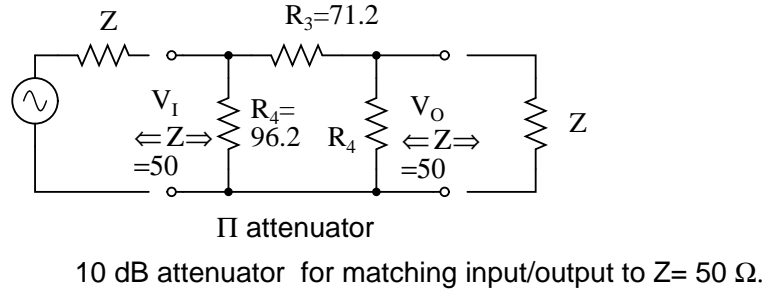 Z
R3=71.2
VI
⇐Z⇒
=50
R4=
96.2
R4
VO
⇐Z⇒
=50
Z
Π attenuator
10 dB attenuator for matching input/output to Z= 50 Ω.